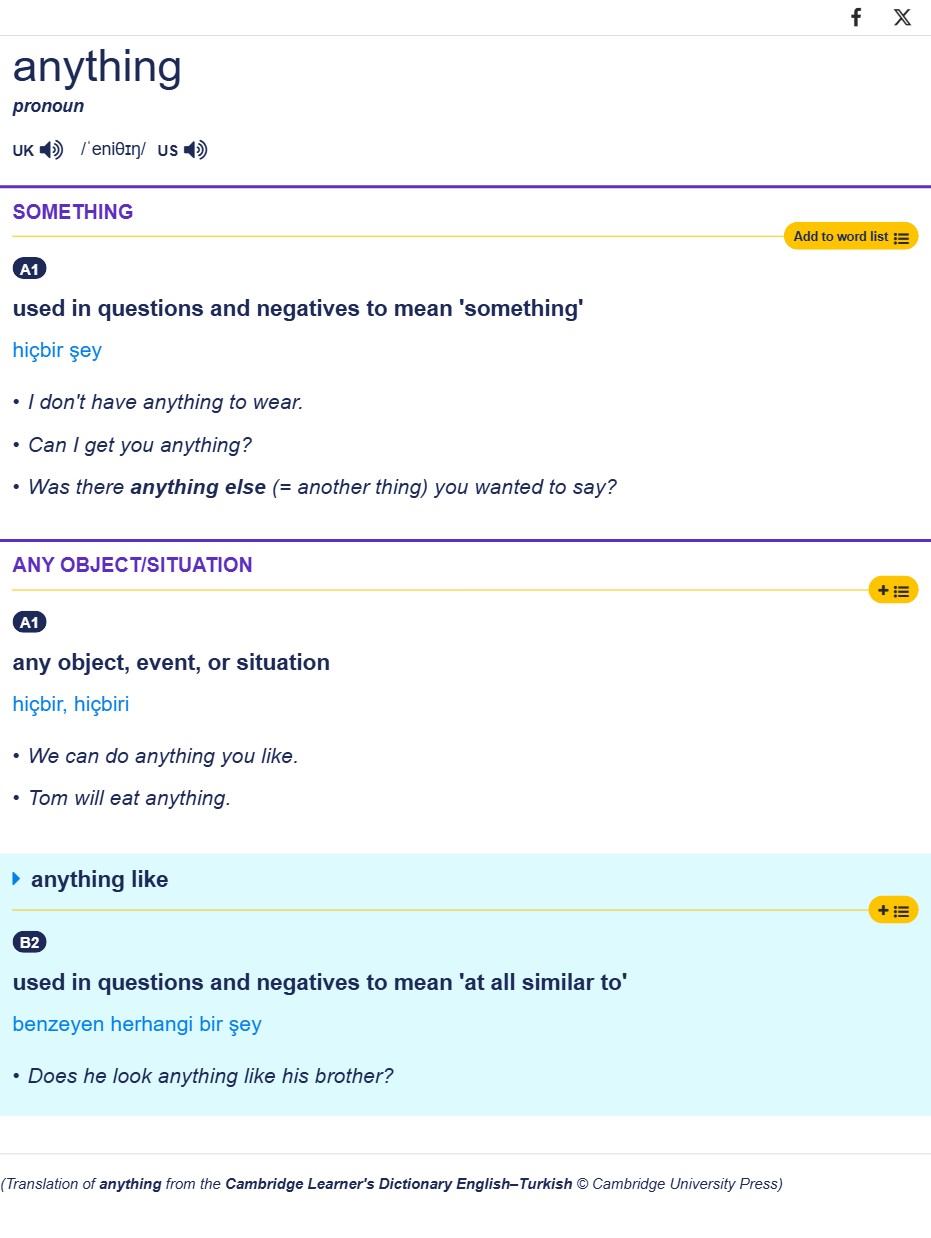 anything
pronoun
UK /ˈeniθɪŋ/ US
SOMETHING
Add to word list
A1
used in questions and negatives to mean 'something'
hiçbir şey
• I don't have anything to wear.
• Can I get you anything?
• Was there anything else (= another thing) you wanted to say?
ANY OBJECT/SITUATION
A1
any object, event, or situation
hiçbir, hiçbiri
• We can do anything you like.
• Tom will eat anything.
anything like
B2
used in questions and negatives to mean 'at all similar to'
benzeyen herhangi bir şey
• Does he look anything like his brother?
(Translation of anything from the Cambridge Learner's Dictionary English–Turkish © Cambridge University Press)